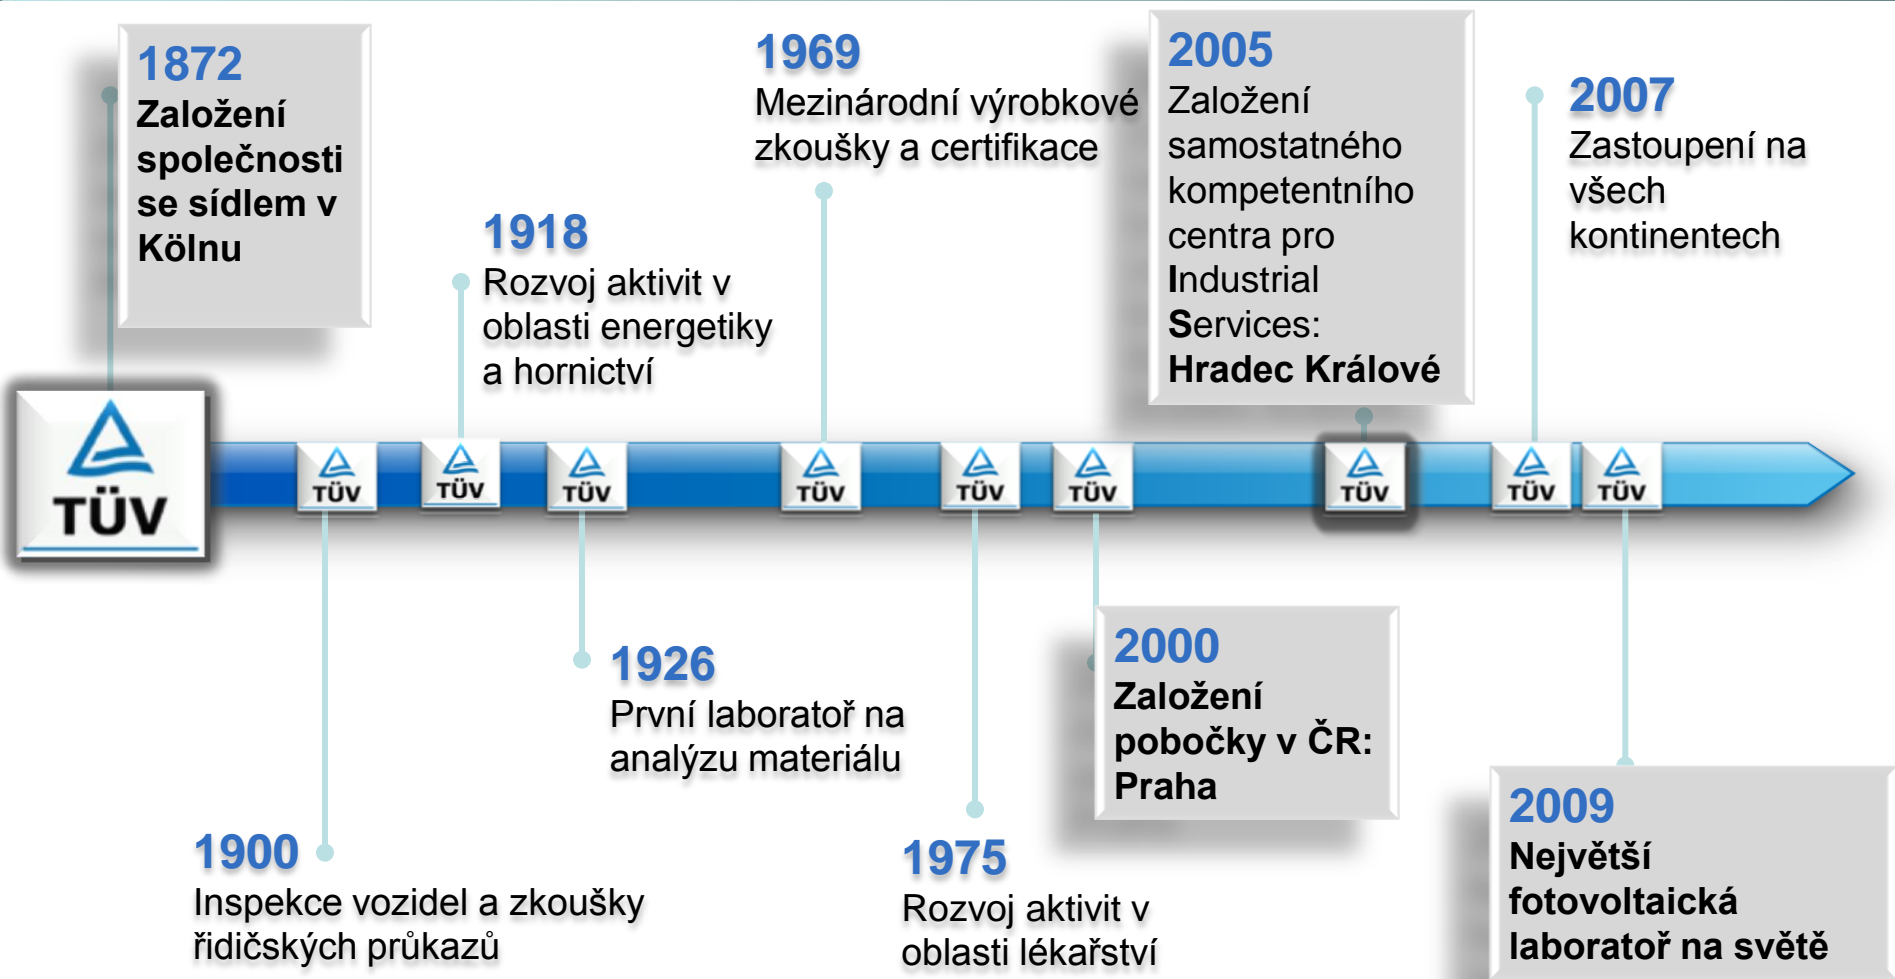 1872
Založení
společnosti
se sídlem v
Kölnu
1918
Rozvoj aktivit v
oblasti energetiky
a hornictví
1969
Mezinárodní výrobkové
zkoušky a certifikace
2005
Založení
samostatného
kompetentního
centra pro
Industrial
Services:
Hradec Králové
2007
Zastoupení na
všech
kontinentech
TÜV
TÜV
TÜV
TÜV
TÜV
TÜV
TÜV
TÜV
TÜV
TÜV
1900
Inspekce vozidel a zkoušky
řidičských průkazů
1926
První laboratoř na
analýzu materiálu
1975
Rozvoj aktivit v
oblasti lékařství
2000
Založení
pobočky v ČR:
Praha
2009
Největší
fotovoltaická
laboratoř na světě